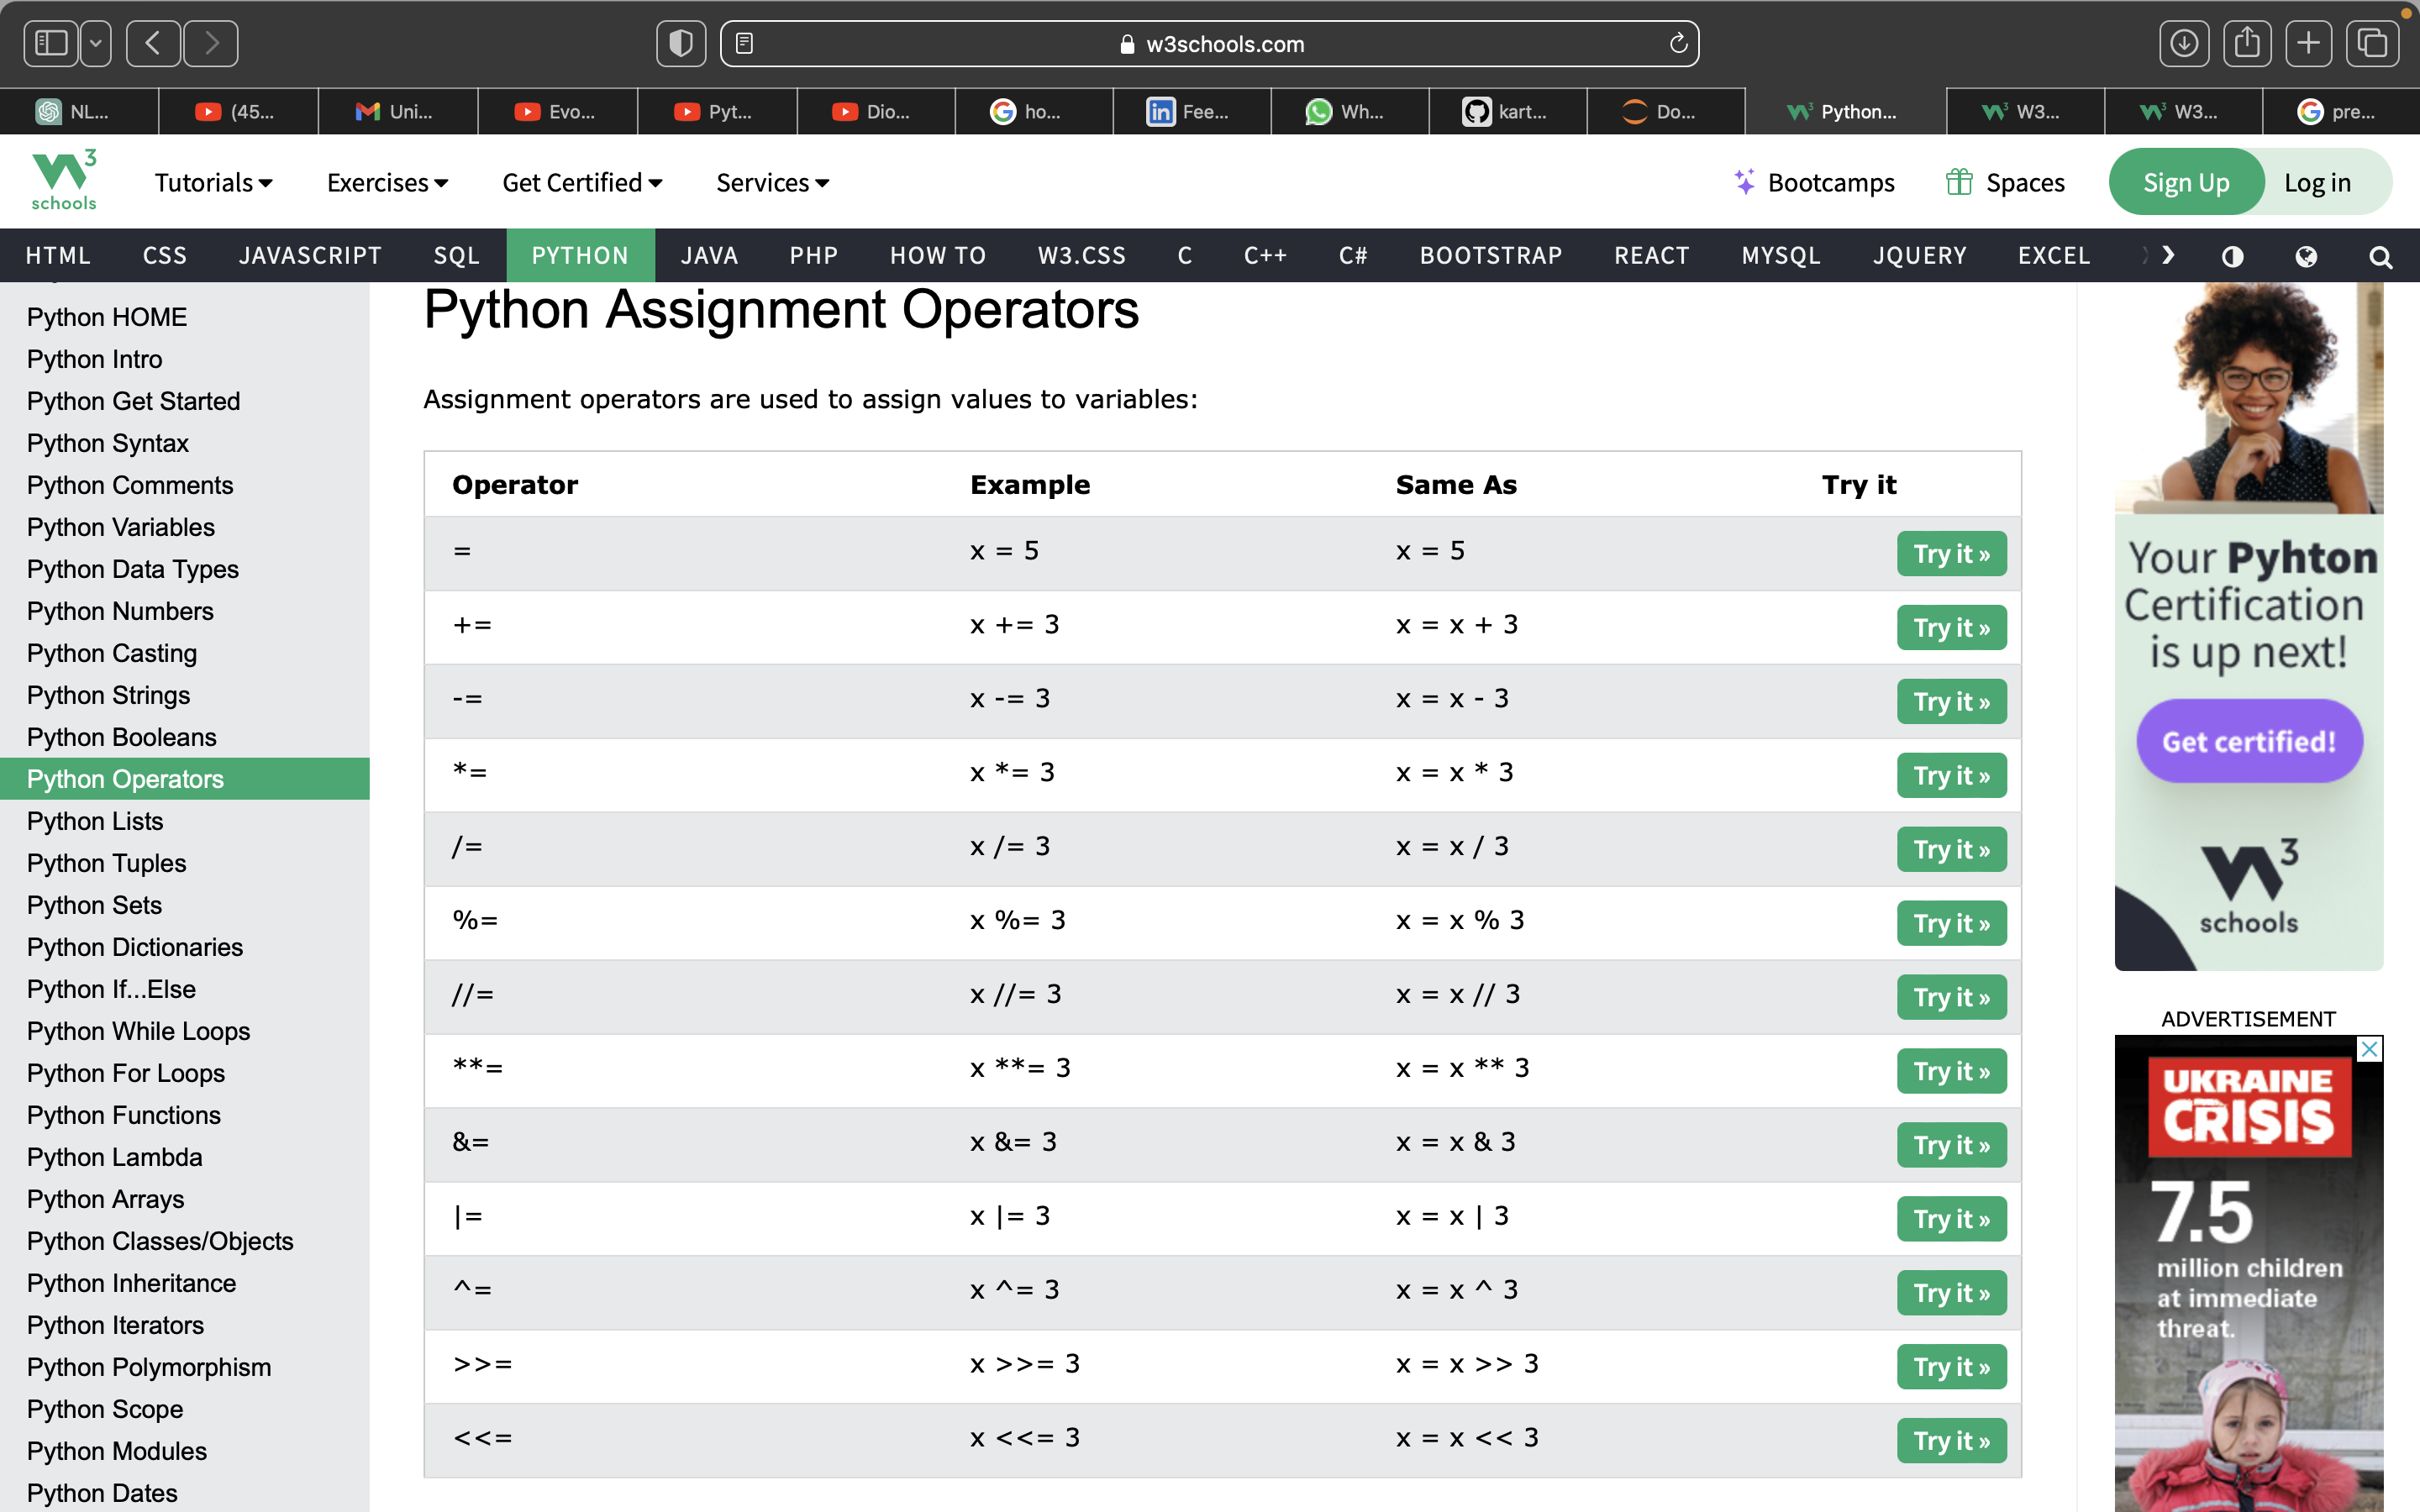 w3schools.com
NL...
(45...
Uni...
Evo...
Pyt...
Dio...
ho...
Fee...
Wh...
kart...
Do...
Python...
W3...
W3...
pre...
W3 schools
Tutorials
Exercises
Get Certified
Services
Bootcamps
Spaces
Sign Up
Log in
HTML CSS JAVASCRIPT SQL PYTHON JAVA PHP HOW TO W3.CSS C C++ C# BOOTSTRAP REACT MYSQL JQUERY EXCEL
Python HOME
Python Intro
Python Get Started
Python Syntax
Python Comments
Python Variables
Python Data Types
Python Numbers
Python Casting
Python Strings
Python Booleans
Python Operators
Python Lists
Python Tuples
Python Sets
Python Dictionaries
Python If...Else
Python While Loops
Python For Loops
Python Functions
Python Lambda
Python Arrays
Python Classes/Objects
Python Inheritance
Python Iterators
Python Polymorphism
Python Scope
Python Modules
Python Dates
Python Assignment Operators
Assignment operators are used to assign values to variables:
Operator Example Same As Try it
= x = 5 x = 5 Try it »
+= x += 3 x = x + 3 Try it »
-= x -= 3 x = x - 3 Try it »
*= x *= 3 x = x * 3 Try it »
/= x /= 3 x = x / 3 Try it »
%= x %= 3 x = x % 3 Try it »
//= x //= 3 x = x // 3 Try it »
**= x **= 3 x = x ** 3 Try it »
&= x &= 3 x = x & 3 Try it »
|= x |= 3 x = x | 3 Try it »
^= x ^= 3 x = x ^ 3 Try it »
>>= x >>= 3 x = x >> 3 Try it »
<<= x <<= 3 x = x << 3 Try it »
Your Pyhton
Certification
is up next!
Get certified!
W3
schools
ADVERTISEMENT
UKRAINE
CRISIS
7.5
million children
at immediate
threat.